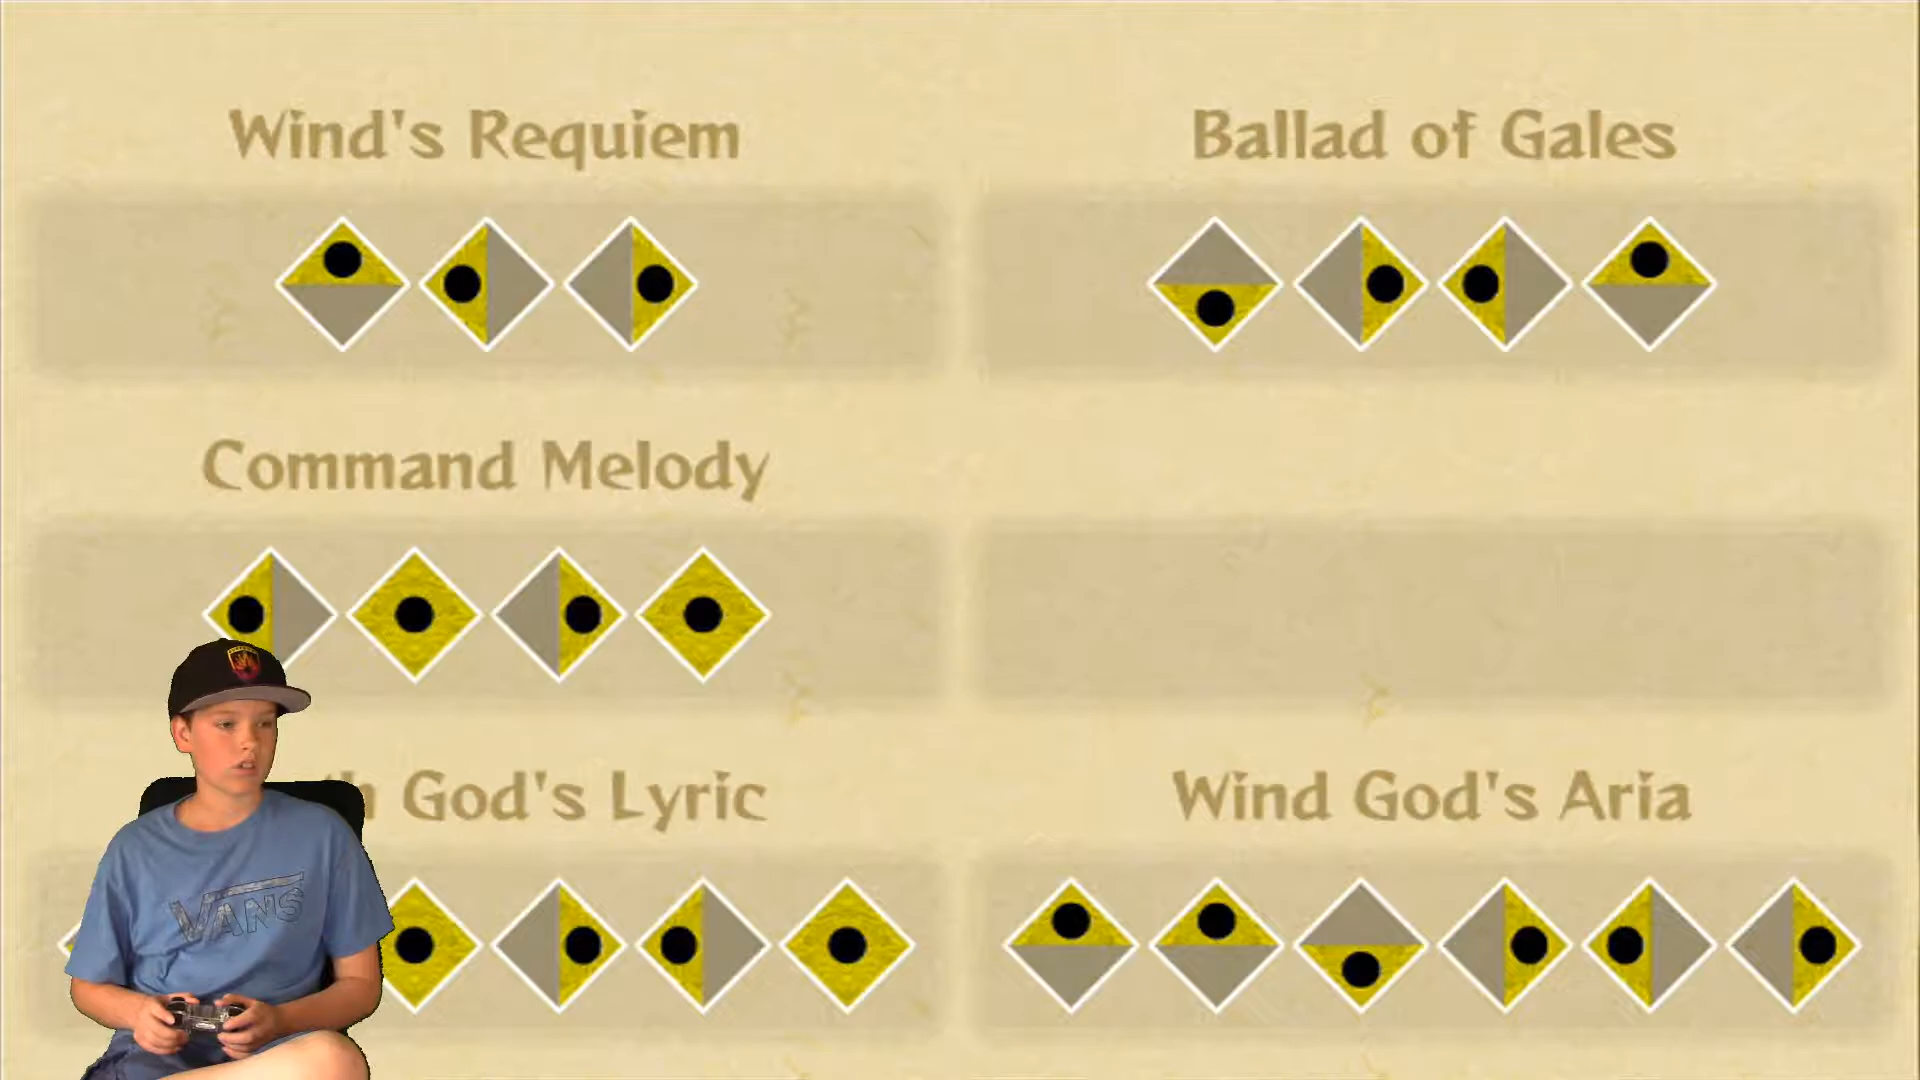 Wind's Requiem
Ballad of Gales
Command Melody
God's Lyric
Wind God's Aria
VANS